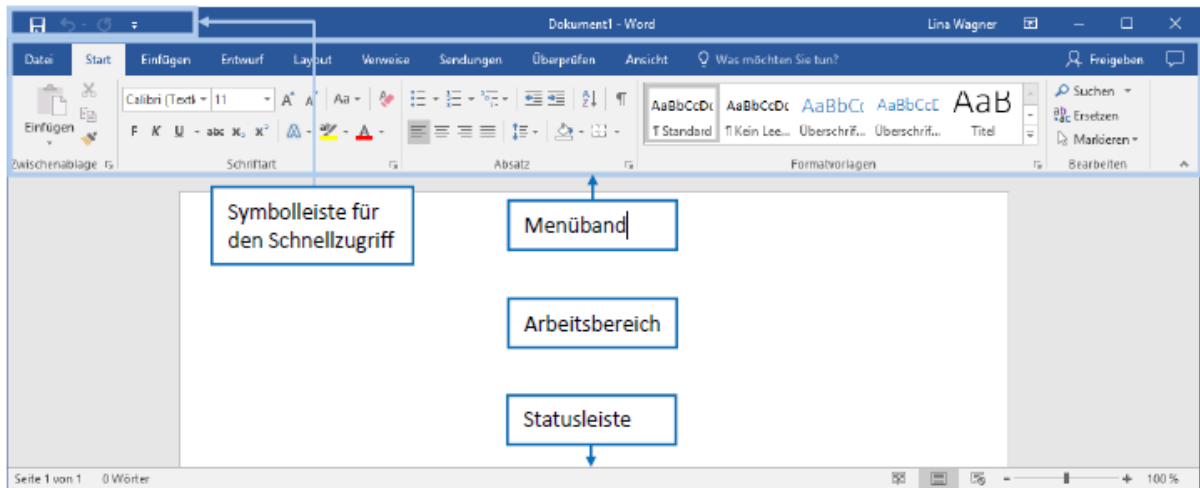 Dokument1 - Word Lina Wagner
Datei Start Einfügen Entwurf Layout Verweise Sendungen Überprüfen Ansicht Was möchten Sie tun? Freigeben
Calibri (Textk 11 Aa AaBbCcDc AaBbCcDc AaBbCc AaBbCcE AaB Suchen
Einfügen F K U abc x₂ x² A ¶ Standard ¶ Kein Lee... Überschrif... Überschrif... Titel Ersetzen
Markieren
Zwischenablage Schriftart Absatz Formatvorlagen Bearbeiten
Symbolleiste für
den Schnellzugriff
Menüband
Arbeitsbereich
Statusleiste
Seite 1 von 1 0 Wörter 100 %